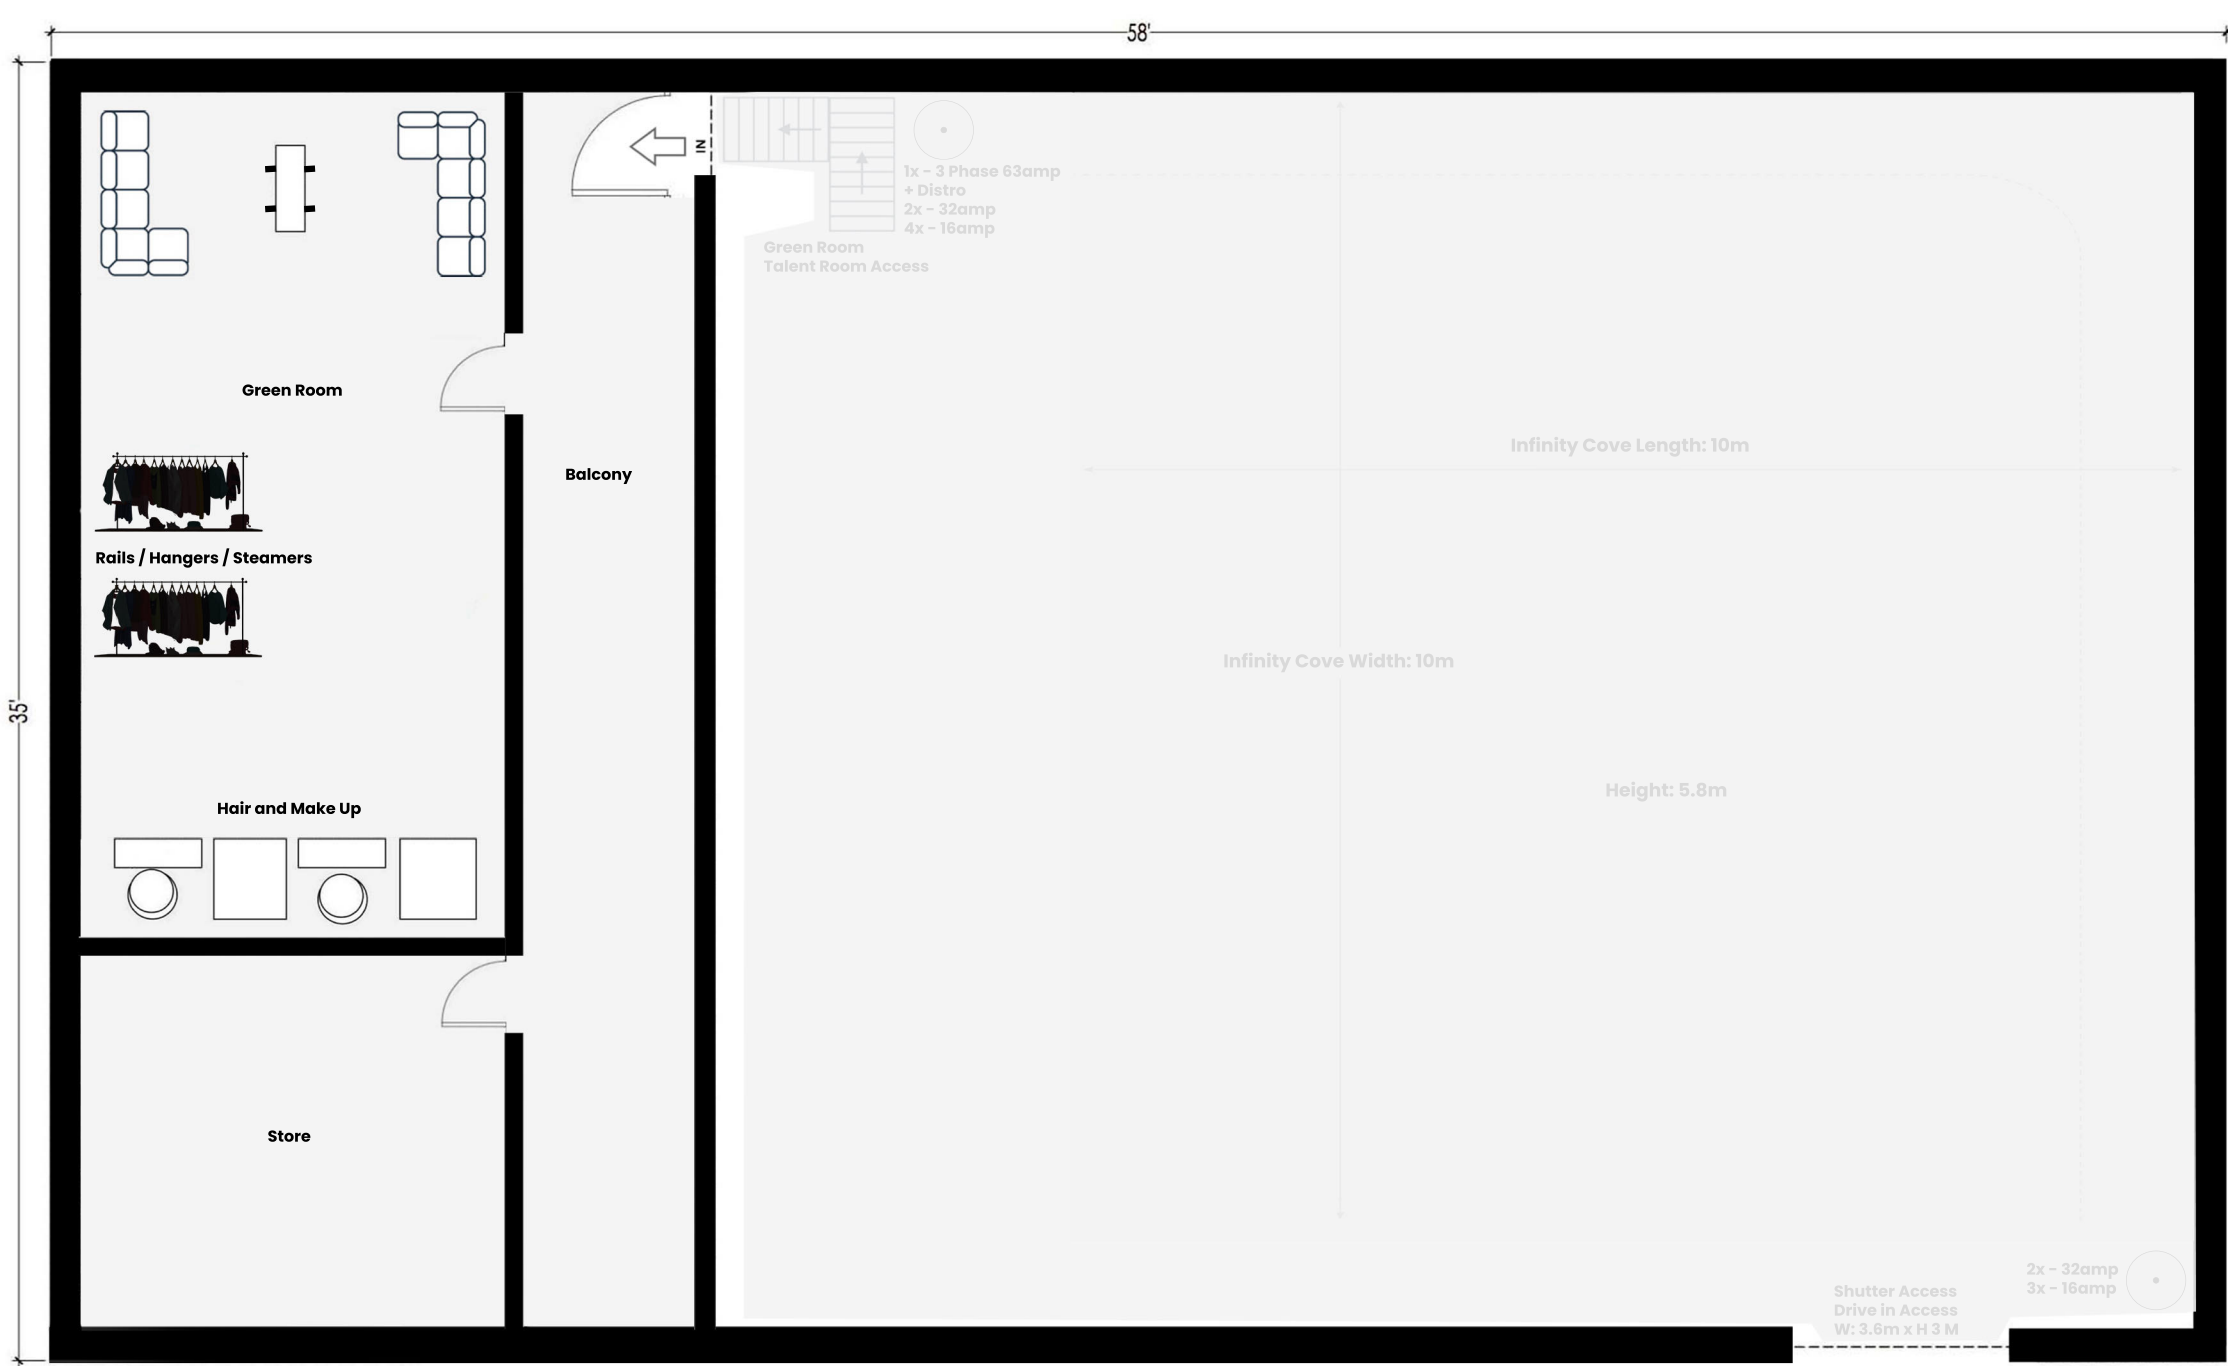 58'
IN
1x - 3 Phase 63amp
+ Distro
2x - 32amp
4x - 16amp
Green Room
Talent Room Access
Green Room
Infinity Cove Length: 10m
Balcony
Rails / Hangers / Steamers
Infinity Cove Width: 10m
35'
Height: 5.8m
Hair and Make Up
Store
2x - 32amp
3x - 16amp
Shutter Access
Drive in Access
W: 3.6m x H 3 M